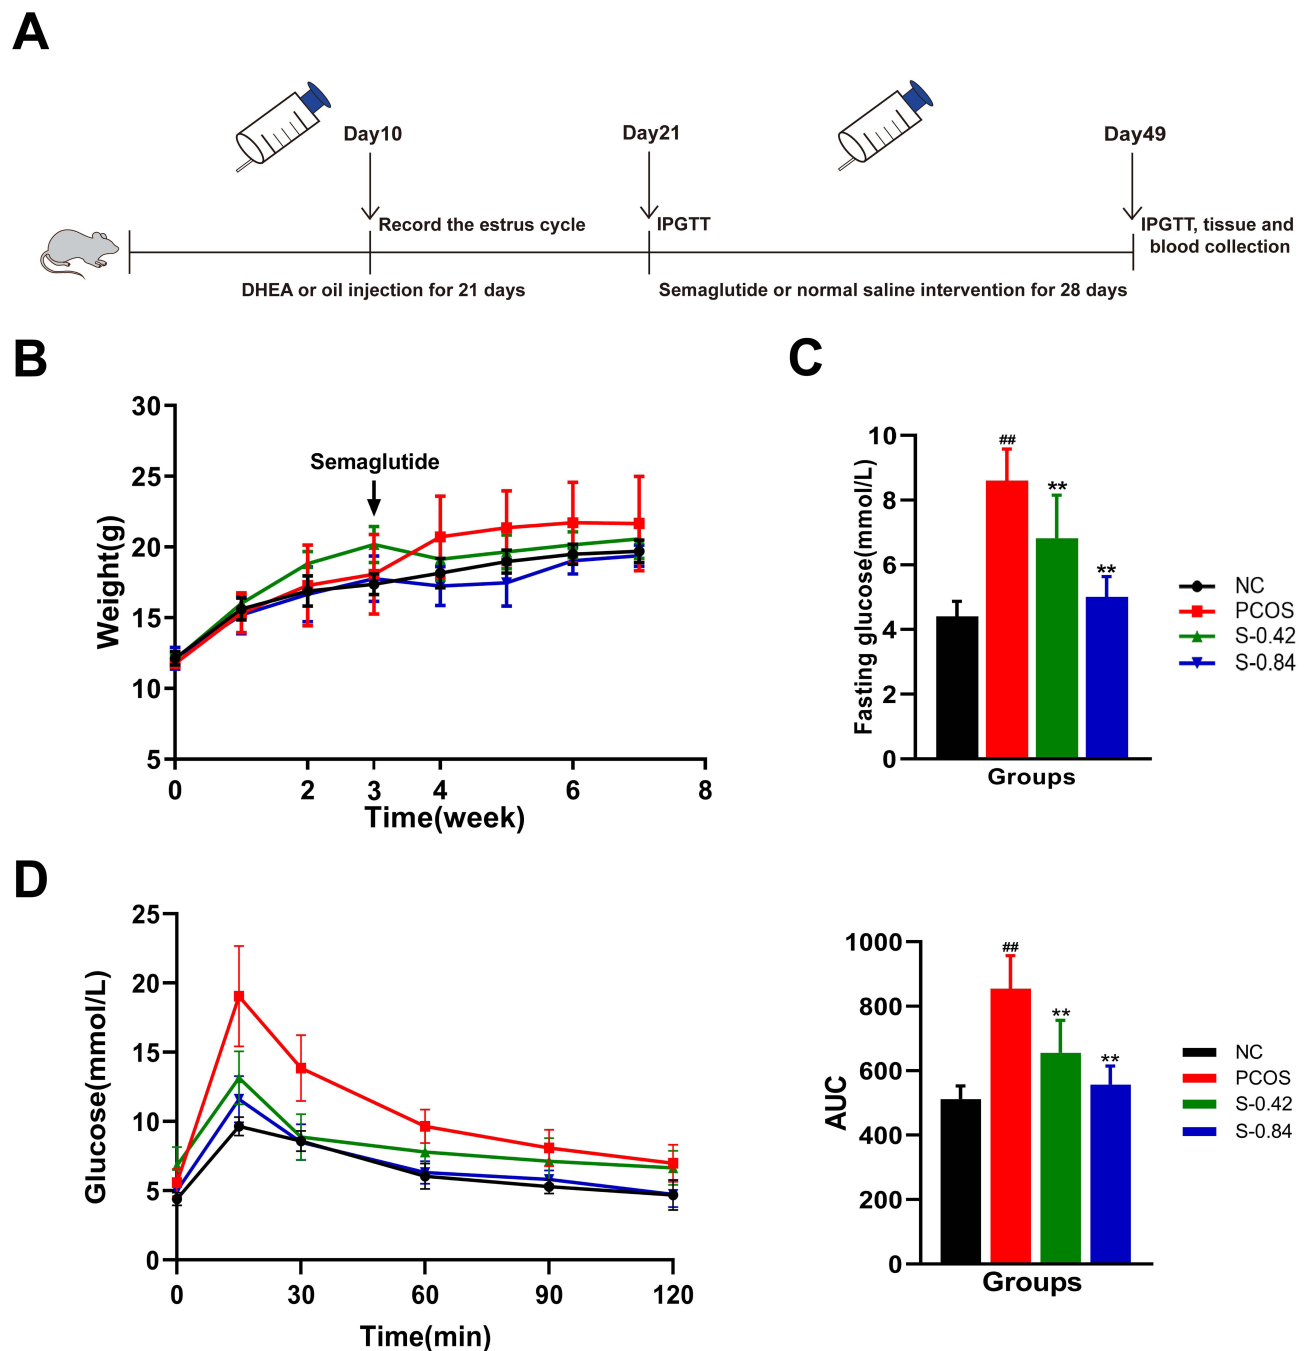 A
Day10
Day21
Day49
Record the estrus cycle
IPGTT
IPGTT, tissue and
blood collection
DHEA or oil injection for 21 days
Semaglutide or normal saline intervention for 28 days
B
Weight(g)
30
25
20
15
10
5
Semaglutide
0
2
3
4
6
8
Time(week)
C
Fasting glucose(mmol/L)
10
8
6
4
2
0
##
**
**
Groups
NC
PCOS
S-0.42
S-0.84
D
Glucose(mmol/L)
25
20
15
10
5
0
0
30
60
90
120
Time(min)
AUC
1000
800
600
400
200
0
##
**
**
Groups
NC
PCOS
S-0.42
S-0.84